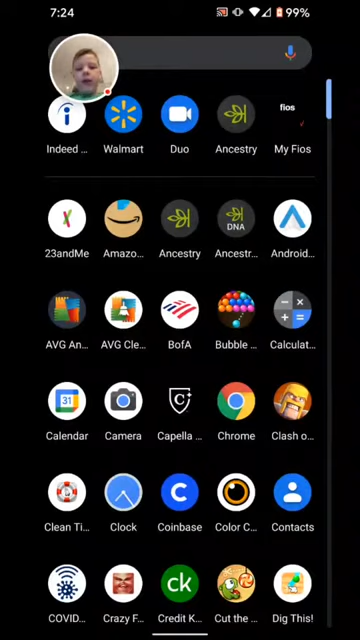 7:24 99%
Indeed ... Walmart Duo Ancestry My Fios
fios
23andMe Amazo... Ancestry Ancestr... Android...
DNA
AVG An... AVG Cle... BofA Bubble ... Calculat...
31
Calendar Camera Capella ... Chrome Clash o...
Clean Ti... Clock Coinbase Color C... Contacts
ck
COVID... Crazy F... Credit K... Cut the ... Dig This!